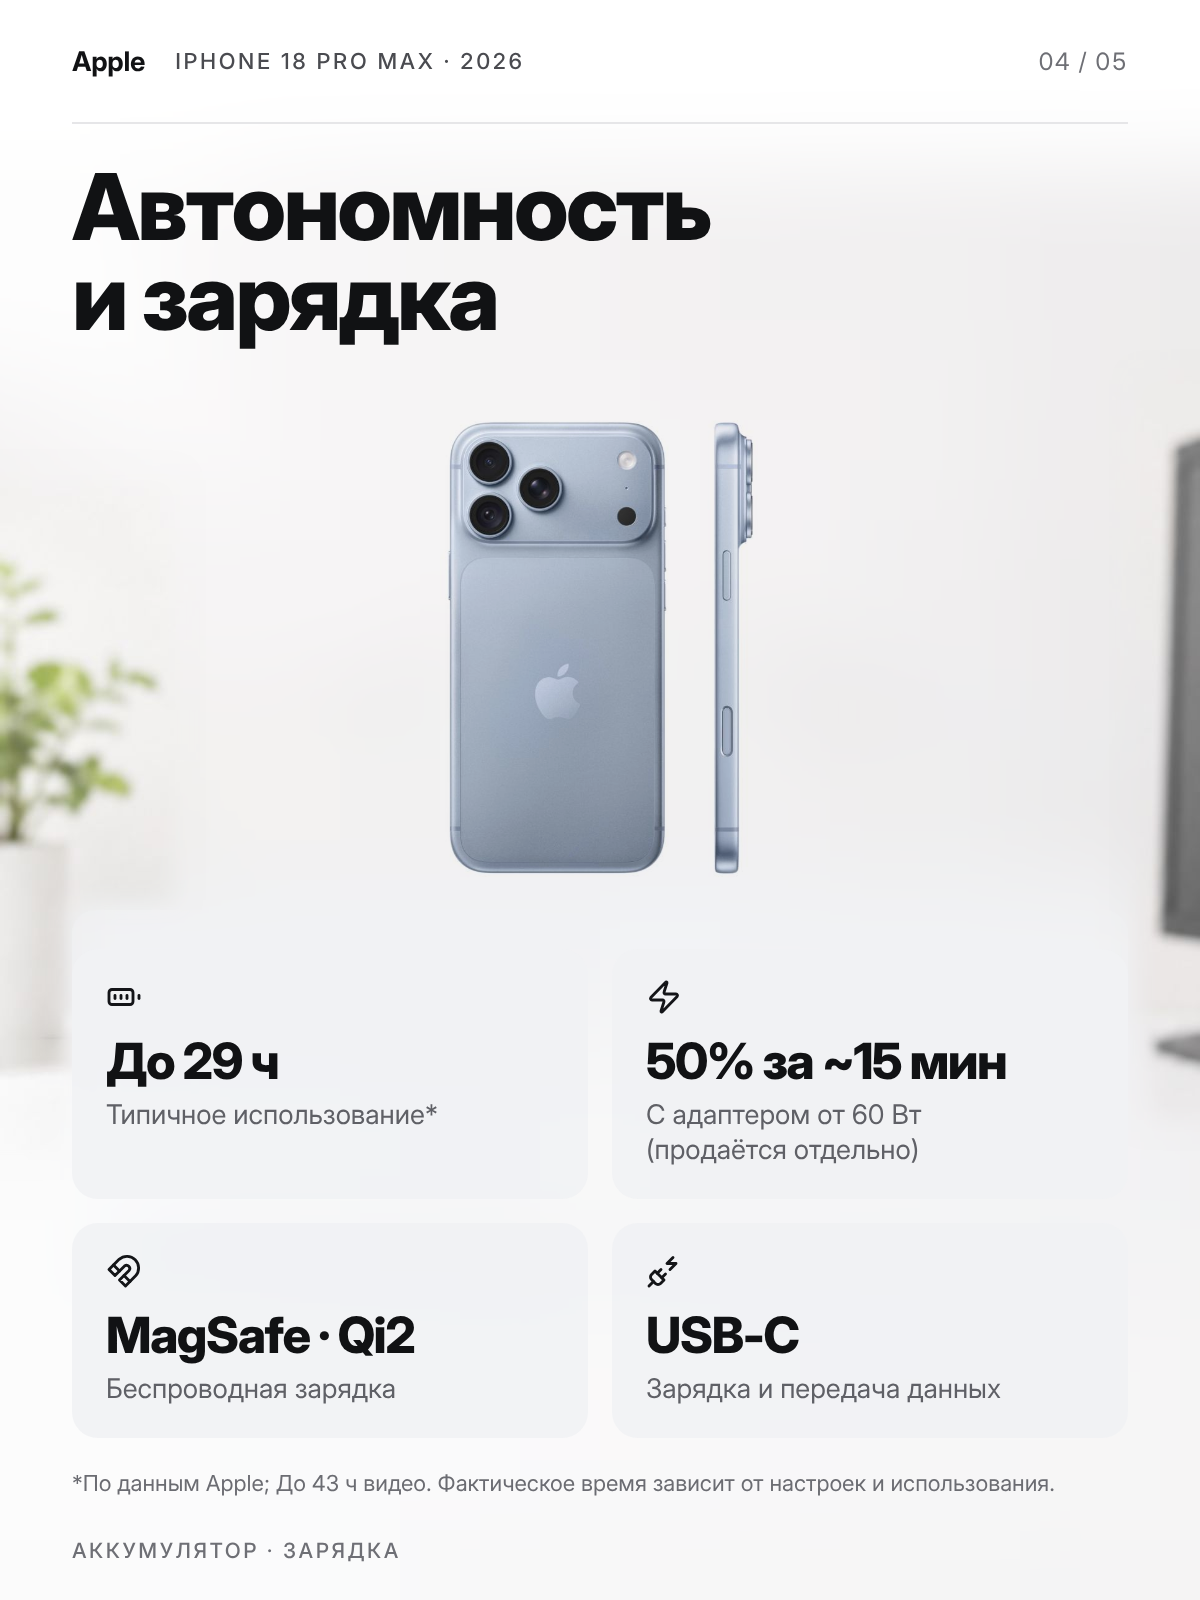 Apple IPHONE 18 PRO MAX · 2026 04 / 05
Автономность
и зарядка
До 29 ч
Типичное использование*
50% за ~15 мин
С адаптером от 60 Вт
(продаётся отдельно)
MagSafe · Qi2
Беспроводная зарядка
USB-C
Зарядка и передача данных
*По данным Apple; До 43 ч видео. Фактическое время зависит от настроек и использования.
АККУМУЛЯТОР · ЗАРЯДКА